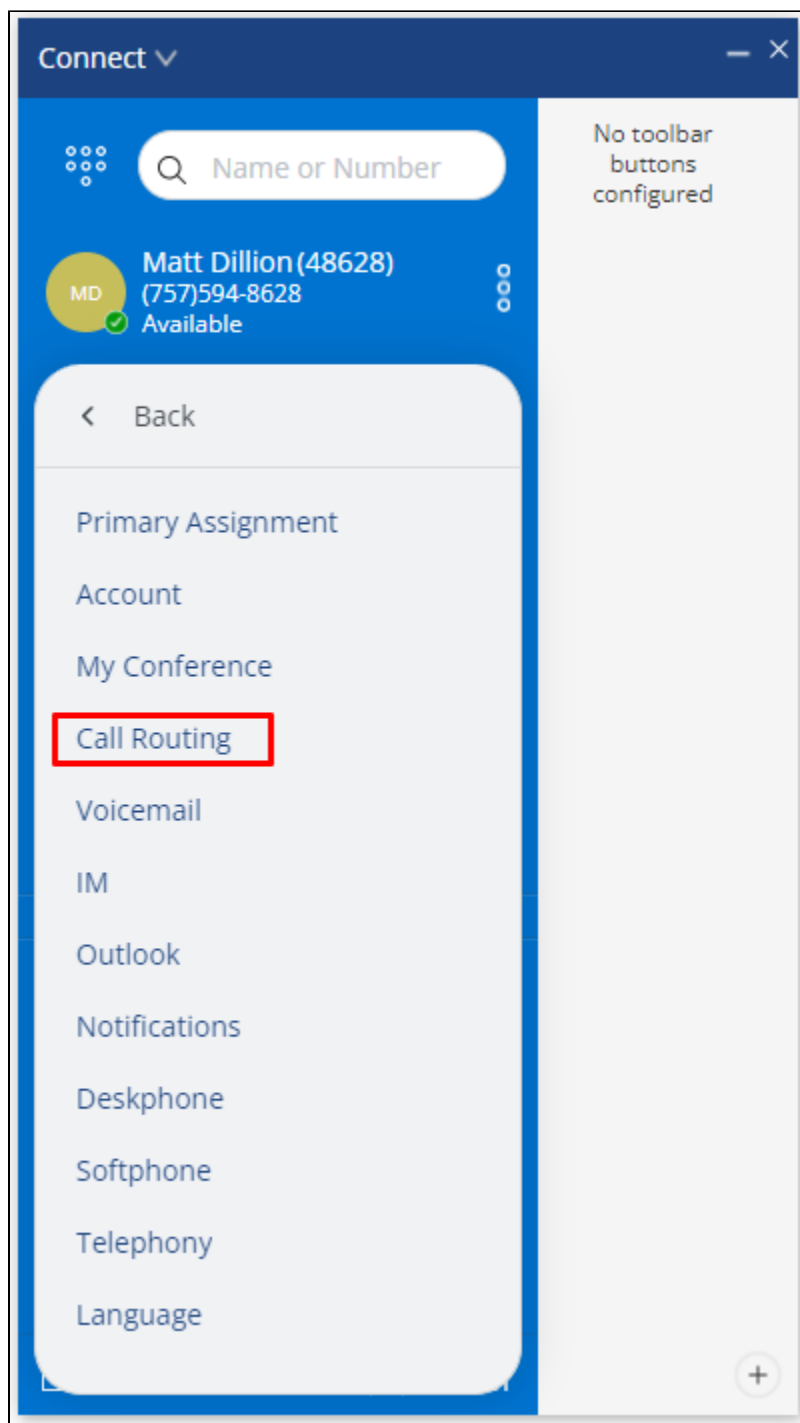 Connect
No toolbar
buttons
configured
Name or Number
Matt Dillion (48628)
MD
(757)594-8628
Available
Back
Primary Assignment
Account
My Conference
Call Routing
Voicemail
IM
Outlook
Notifications
Deskphone
Softphone
Telephony
Language